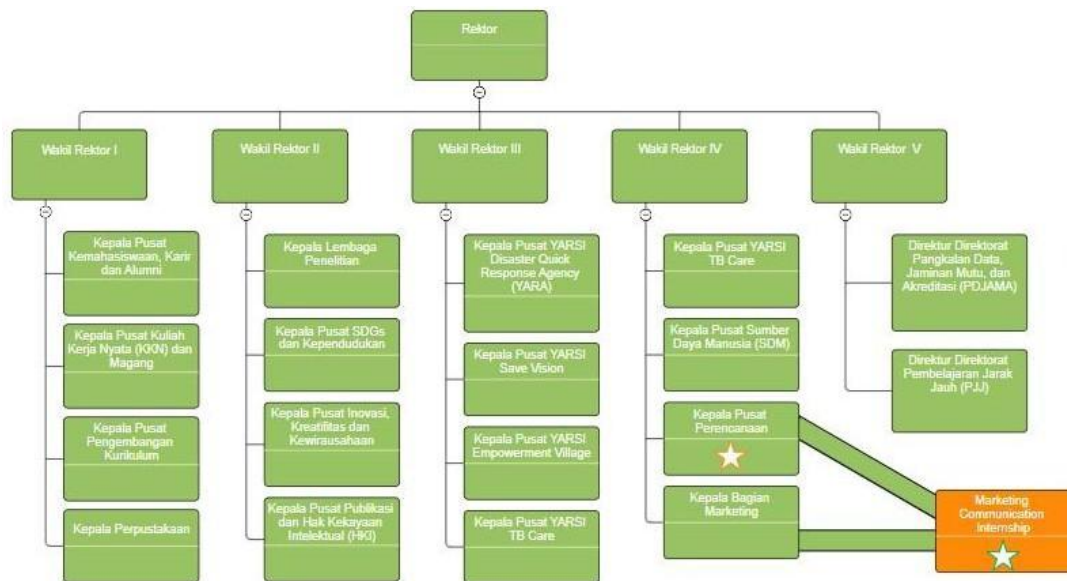 Rektor
Wakil Rektor I
Wakil Rektor II
Wakil Rektor III
Wakil Rektor IV
Wakil Rektor V
Kepala Pusat
Kemahasiswaan, Karir
dan Alumni
Kepala Pusat Kuliah
Kerja Nyata (KKN) dan
Magang
Kepala Pusat
Pengembangan
Kurikulum
Kepala Perpustakaan
Kepala Lembaga
Penelitian
Kepala Pusat SDGs
dan Kependudukan
Kepala Pusat Inovasi,
Kreatifitas dan
Kewirausahaan
Kepala Pusat Publikasi
dan Hak Kekayaan
Intelektual (HKI)
Kepala Pusat YARSI
Disaster Quick
Response Agency
(YARA)
Kepala Pusat YARSI
Save Vision
Kepala Pusat YARSI
Empowerment Village
Kepala Pusat YARSI
TB Care
Kepala Pusat YARSI
TB Care
Kepala Pusat Sumber
Daya Manusia (SDM)
Kepala Pusat
Perencanaan
Kepala Bagian
Marketing
Direktur Direktorat
Pangkalan Data,
Jaminan Mutu, dan
Akreditasi (PDJAMA)
Direktur Direktorat
Pembelajaran Jarak
Jauh (PJJ)
Marketing
Communication
Internship